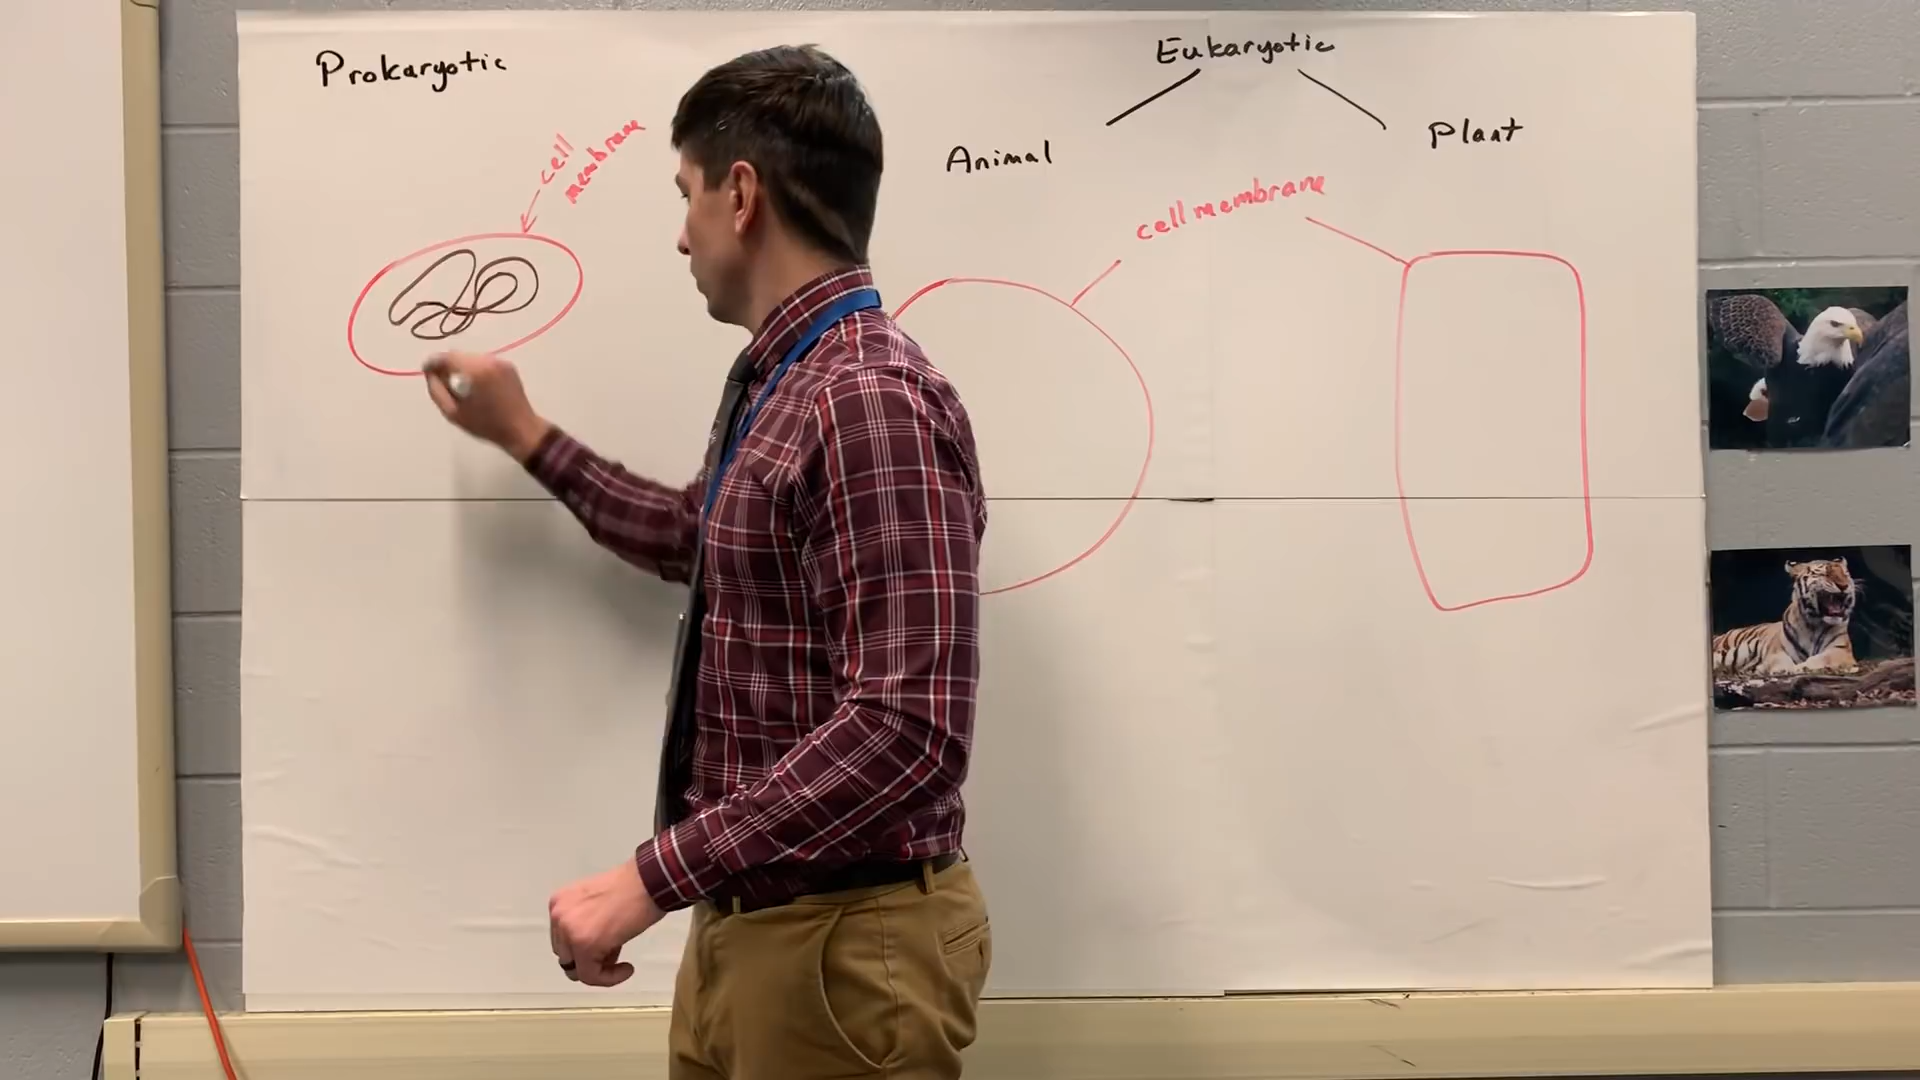 Prokaryotic
cell
membrane
Eukaryotic
Animal
Plant
cell membrane